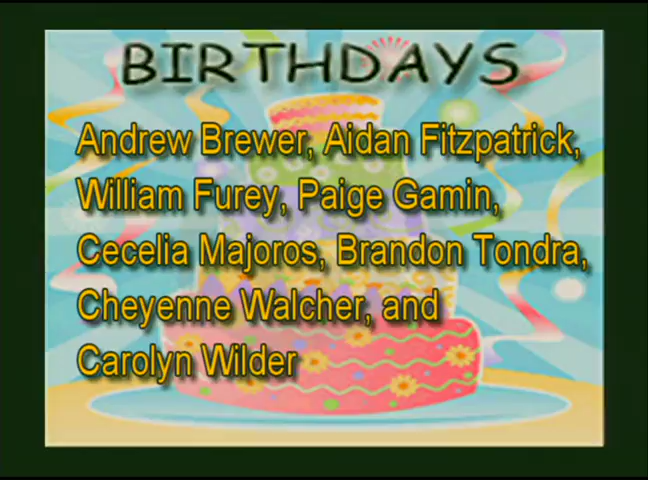 BIRTHDAYS
Andrew Brewer, Aidan Fitzpatrick,
William Furey, Paige Gamin,
Cecelia Majoros, Brandon Tondra,
Cheyenne Walcher, and
Carolyn Wilder